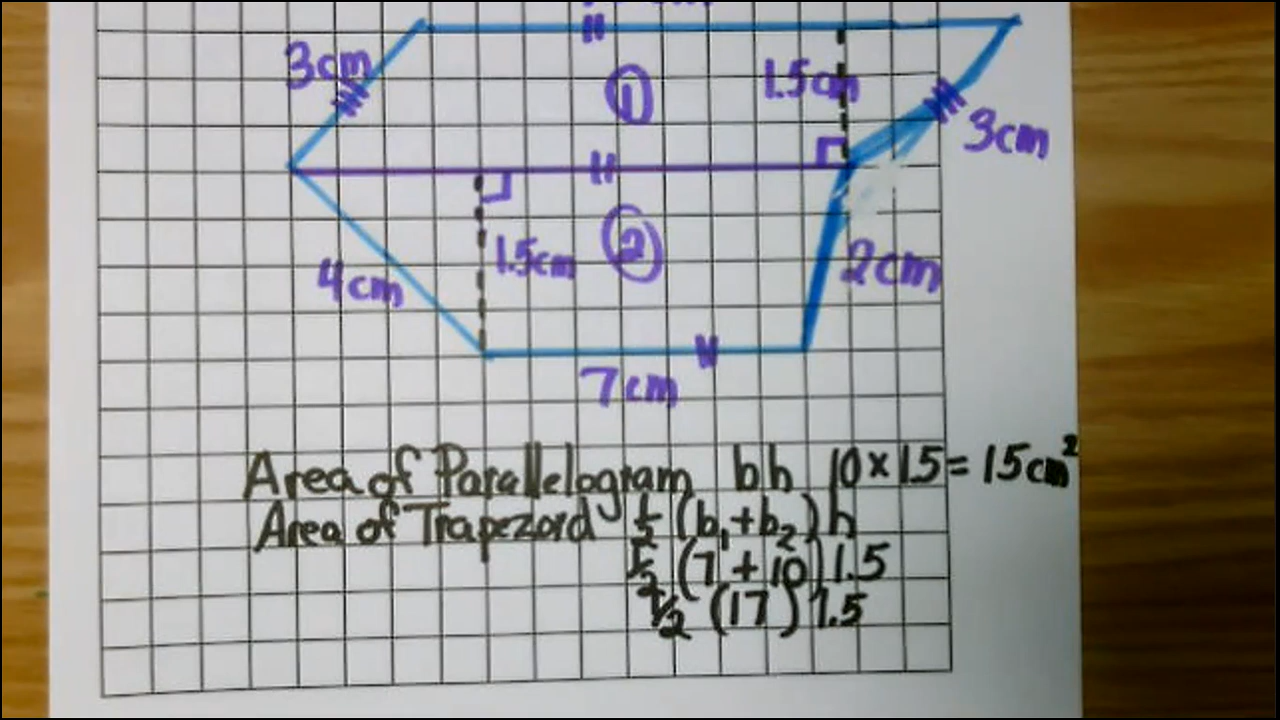 3cm
1
1.5cm
3cm
1.5cm
2
4cm
2cm
7cm
Area of Parallelogram bh 10 x 1.5 = 15cm²
Area of Trapezoid ½ (b₁+b₂) h
½ (7 + 10) 1.5
½ (17) 1.5